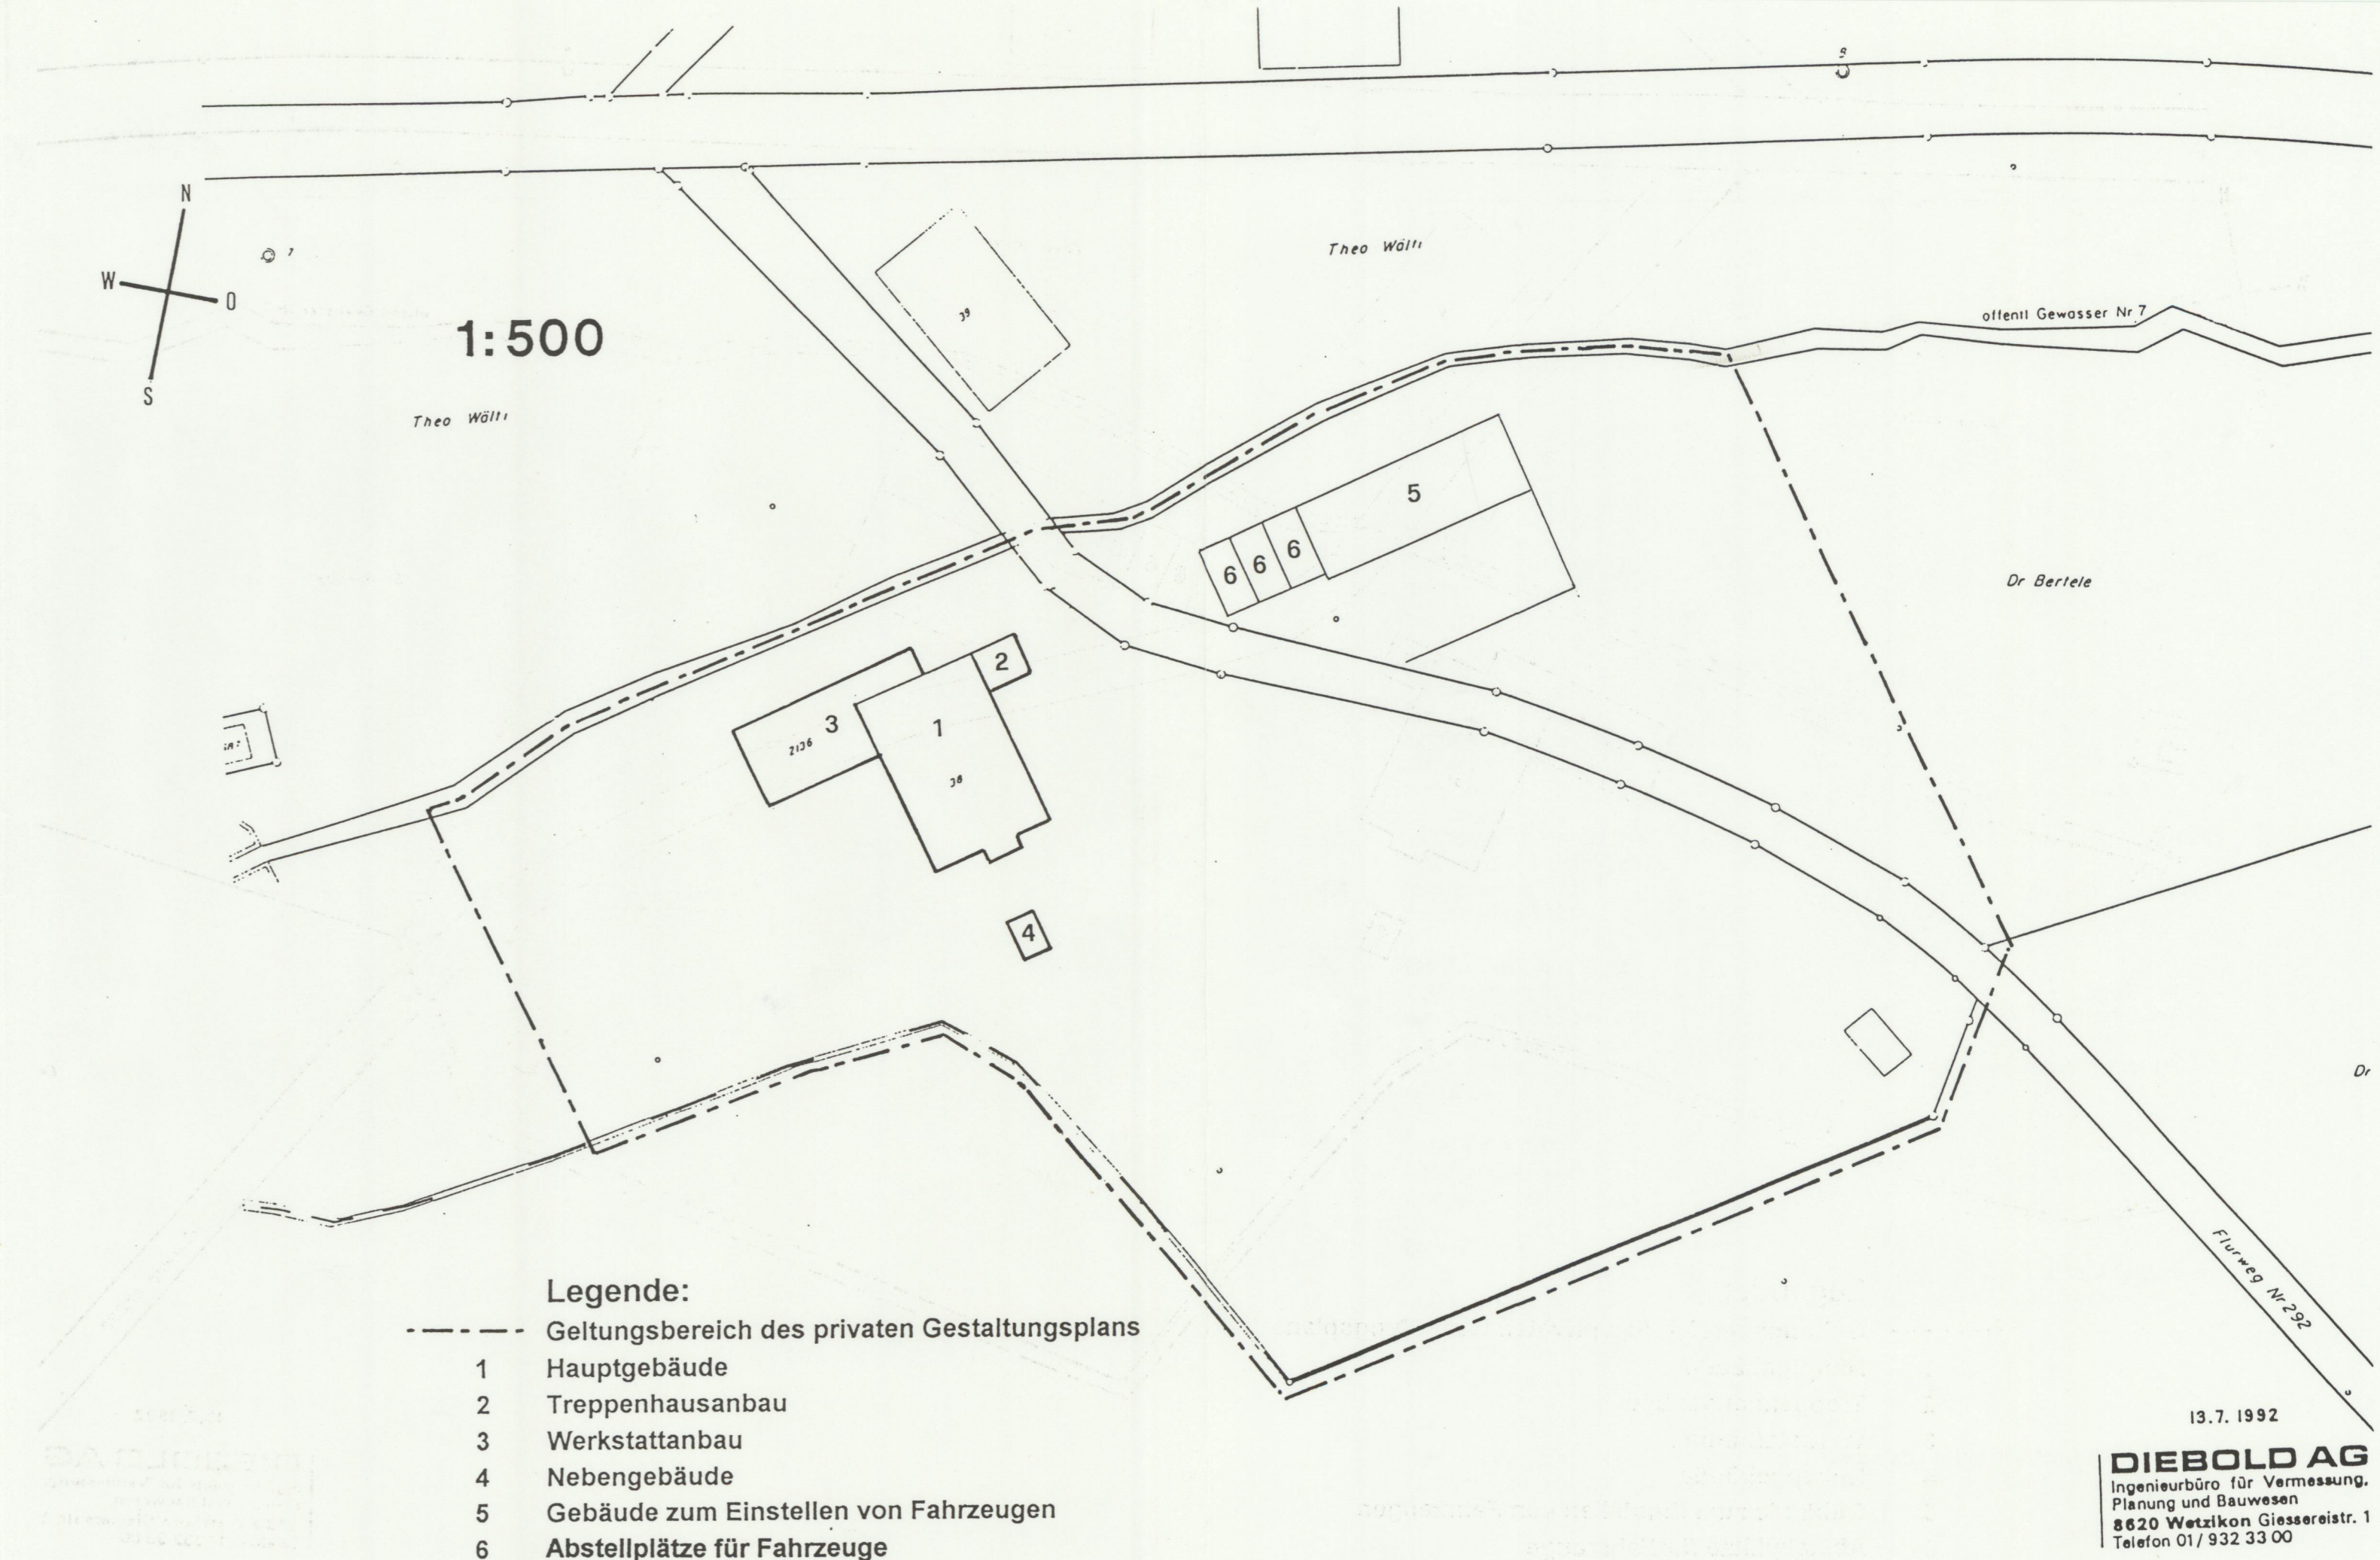 9
N
W
O
S
7
1:500
Theo Wälti
Theo Wälti
39
öffentl Gewässer Nr 7
5
6 6 6
Dr Bertele
2
3
1
2136
38
4
Dr
Flurweg Nr 292
Legende:
Geltungsbereich des privaten Gestaltungsplans
1 Hauptgebäude
2 Treppenhausanbau
3 Werkstattanbau
4 Nebengebäude
5 Gebäude zum Einstellen von Fahrzeugen
6 Abstellplätze für Fahrzeuge
13.7.1992
DIEBOLD AG
Ingenieurbüro für Vermessung,
Planung und Bauwesen
8620 Wetzikon Giessereistr. 1
Telefon 01/932 33 00